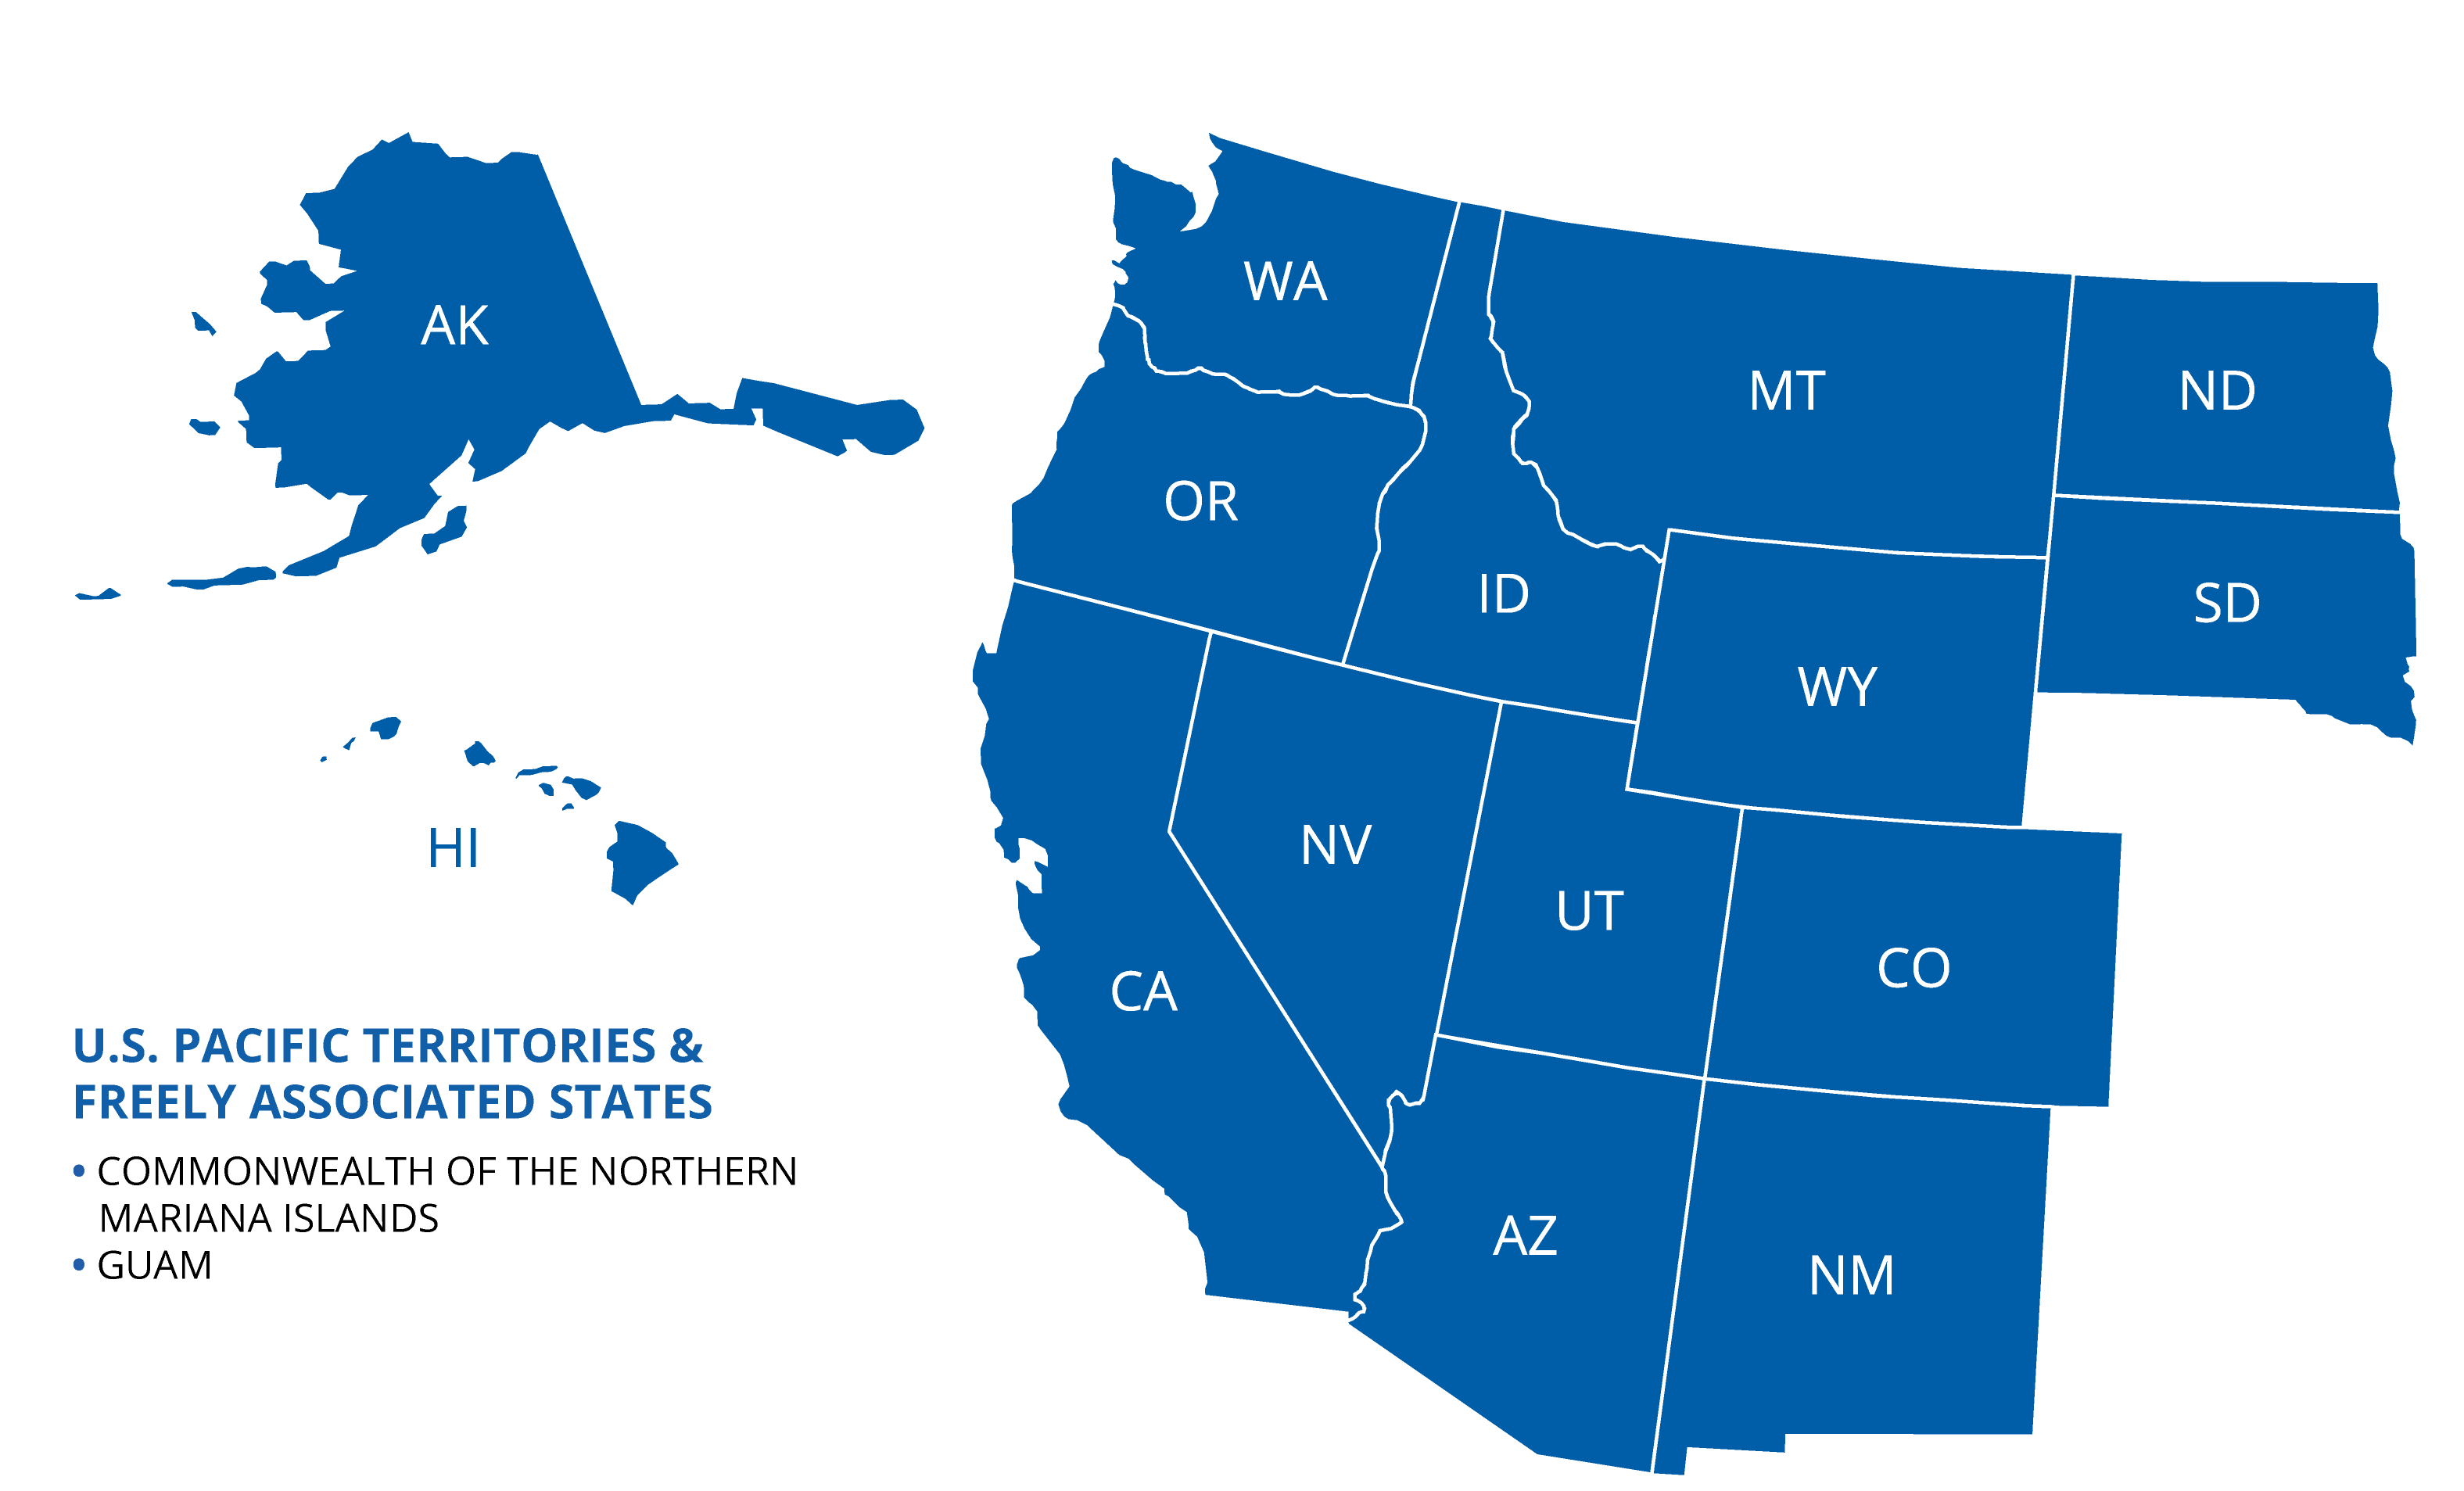 WA
AK
MT
ND
OR
ID
SD
WY
NV
HI
UT
CO
CA
U.S. PACIFIC TERRITORIES &
FREELY ASSOCIATED STATES
• COMMONWEALTH OF THE NORTHERN
MARIANA ISLANDS
• GUAM
AZ
NM